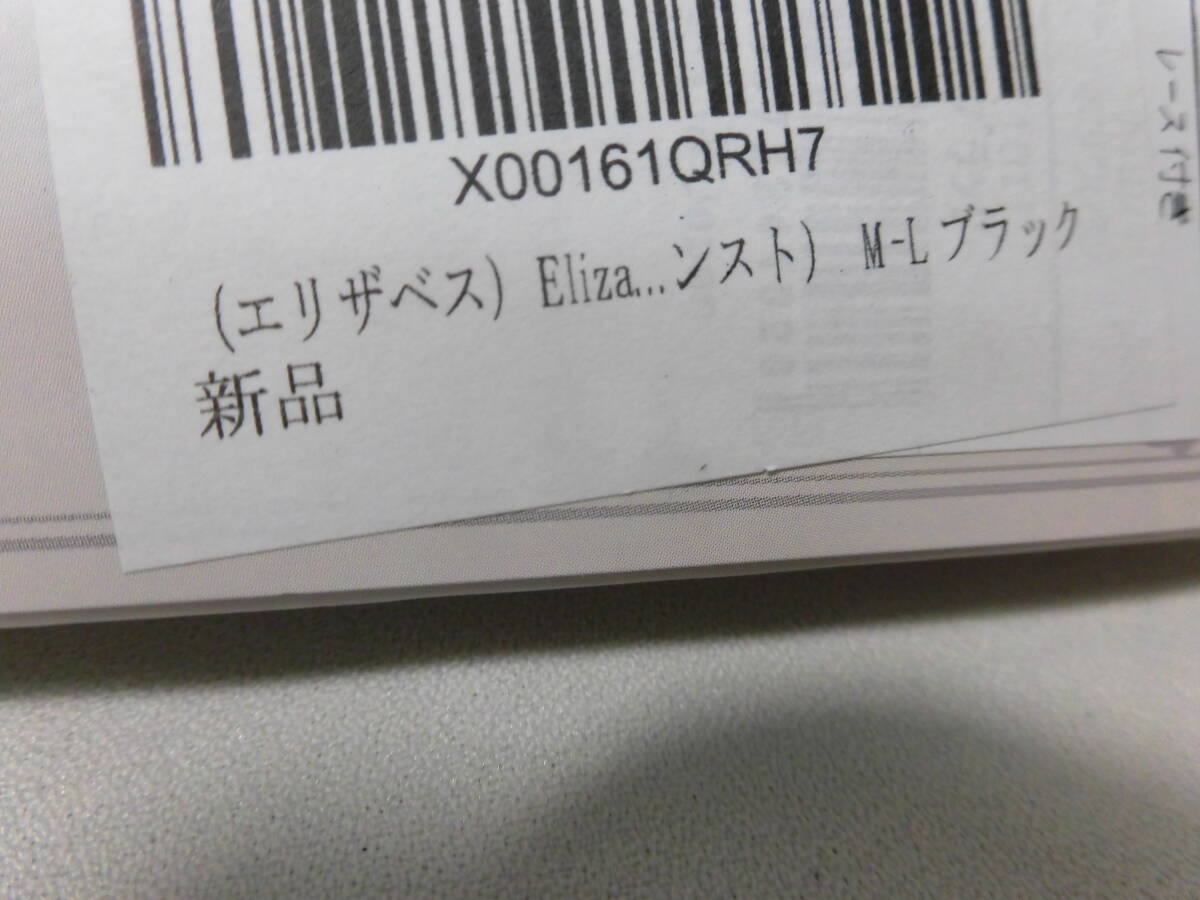 X00161QRH7
(エリザベス) Eliza...ンスト) M-L ブラック
新品
レース付き